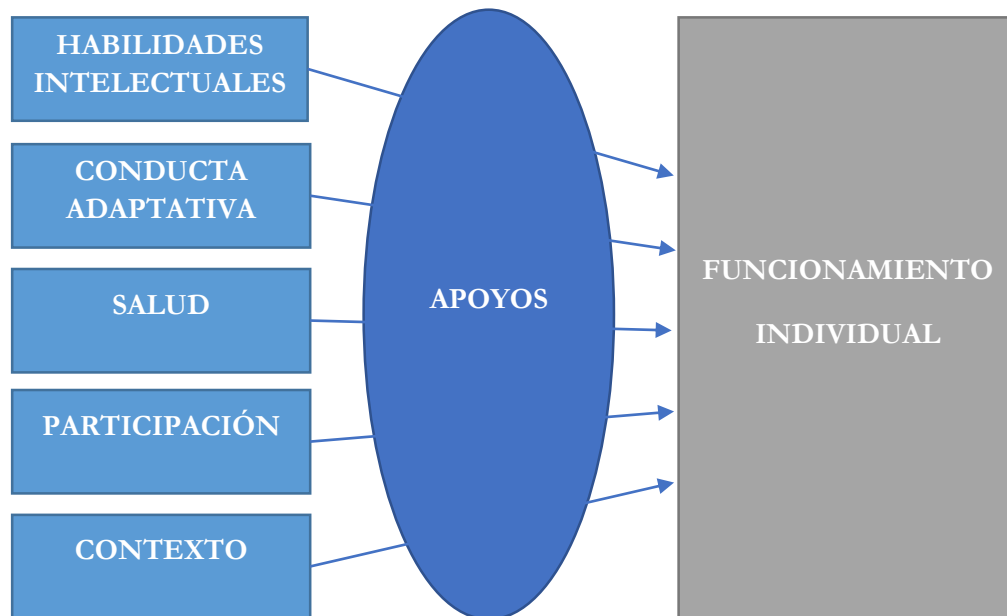 HABILIDADES
INTELECTUALES
CONDUCTA
ADAPTATIVA
SALUD
PARTICIPACIÓN
CONTEXTO
APOYOS
FUNCIONAMIENTO
INDIVIDUAL